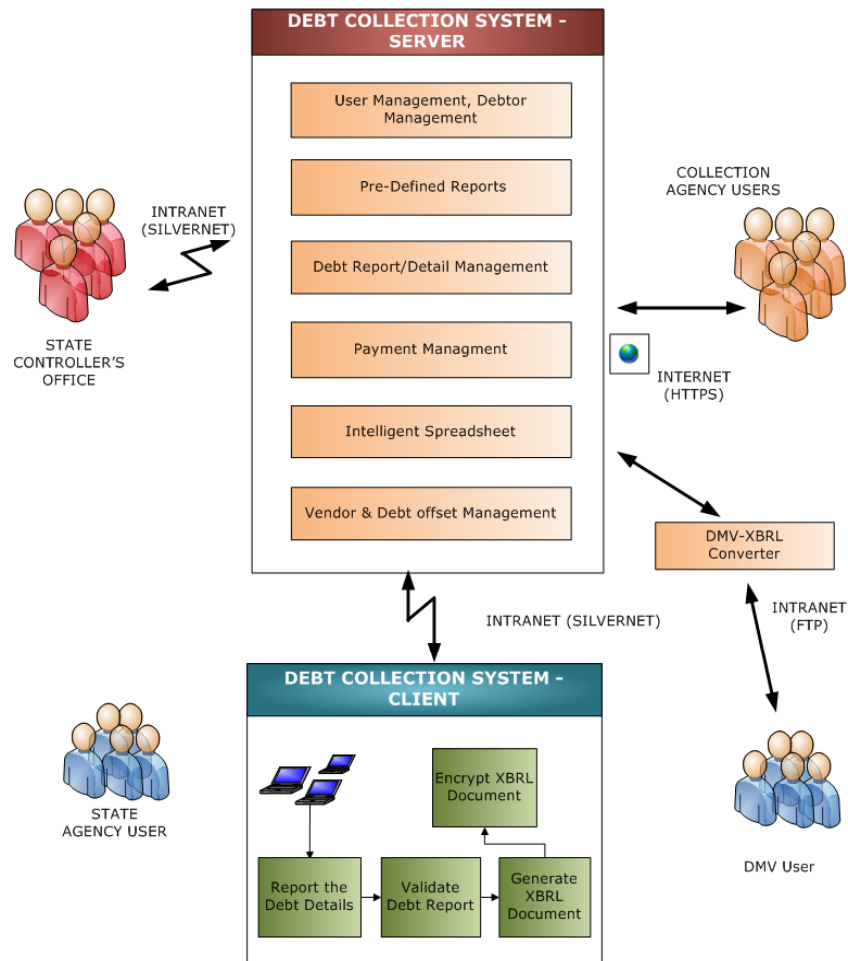 DEBT COLLECTION SYSTEM -
SERVER
User Management, Debtor
Management
Pre-Defined Reports
Debt Report/Detail Management
Payment Managment
Intelligent Spreadsheet
Vendor & Debt offset Management
INTRANET
(SILVERNET)
STATE
CONTROLLER'S
OFFICE
COLLECTION
AGENCY USERS
INTERNET
(HTTPS)
DMV-XBRL
Converter
INTRANET
(FTP)
DMV User
INTRANET (SILVERNET)
DEBT COLLECTION SYSTEM -
CLIENT
STATE
AGENCY USER
Encrypt XBRL
Document
Report the
Debt Details
Validate
Debt Report
Generate
XBRL
Document